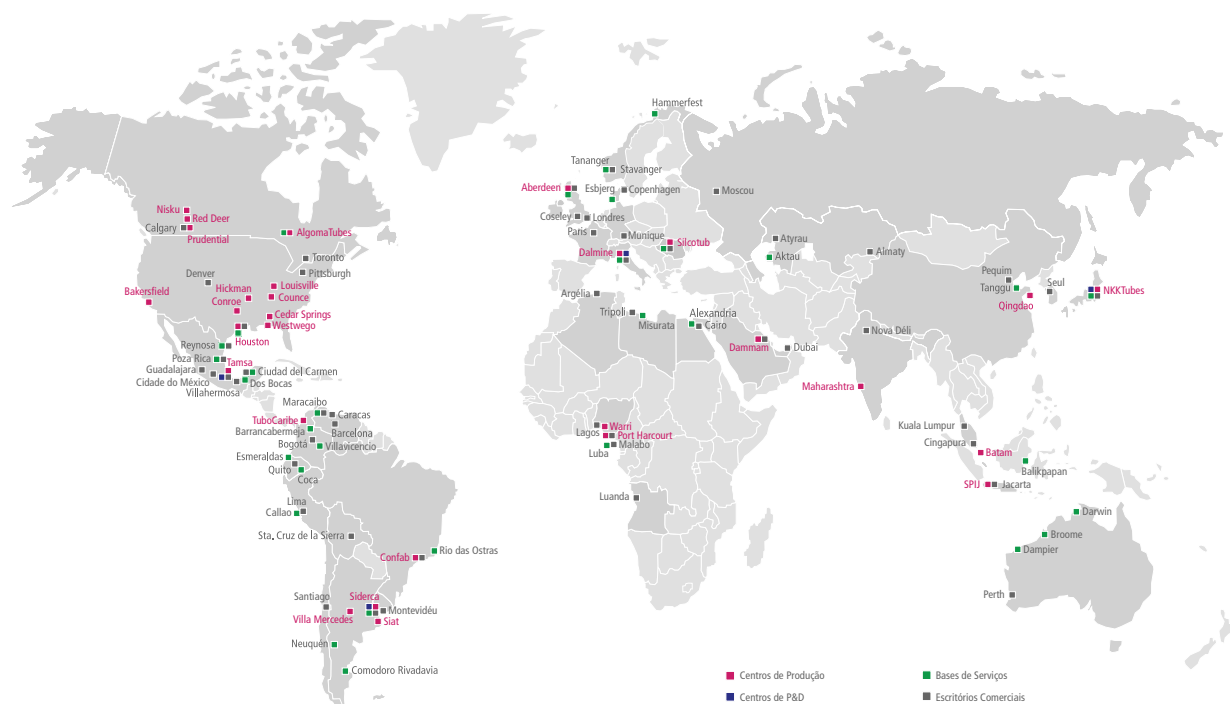 Hammerfest
Tananger
Stavanger
Aberdeen
Esbjerg
Copenhagen
Moscou
Nisku
Red Deer
Calgary
Prudential
AlgomaTubes
Coseley
Londres
Paris
Munique
Silcotub
Dalmine
Atyrau
Almaty
Aktau
Toronto
Denver
Pittsburgh
Bakersfield
Hickman
Louisville
Conroe
Counce
Cedar Springs
Westwego
Houston
Pequim
Tanggu
Seul
NKKTubes
Qingdao
Argélia
Tripoli
Misurata
Alexandria
Cairo
Nova Déli
Reynosa
Poza Rica
Tamsa
Guadalajara
Ciudad del Carmen
Cidade do México
Dos Bocas
Villahermosa
Dammam
Dubai
Maharashtra
Maracaibo
Caracas
TuboCaribe
Barrancabermeja
Barcelona
Bogotá
Villavicencio
Esmeraldas
Quito
Coca
Lagos
Warri
Port Harcourt
Malabo
Luba
Kuala Lumpur
Cingapura
Batam
Balikpapan
SPIJ
Jacarta
Luanda
Lima
Callao
Sta. Cruz de la Sierra
Confab
Rio das Ostras
Darwin
Broome
Dampier
Perth
Santiago
Siderca
Montevidéu
Villa Mercedes
Siat
Neuquén
Comodoro Rivadavia
Centros de Produção
Bases de Serviços
Centros de P&D
Escritórios Comerciais